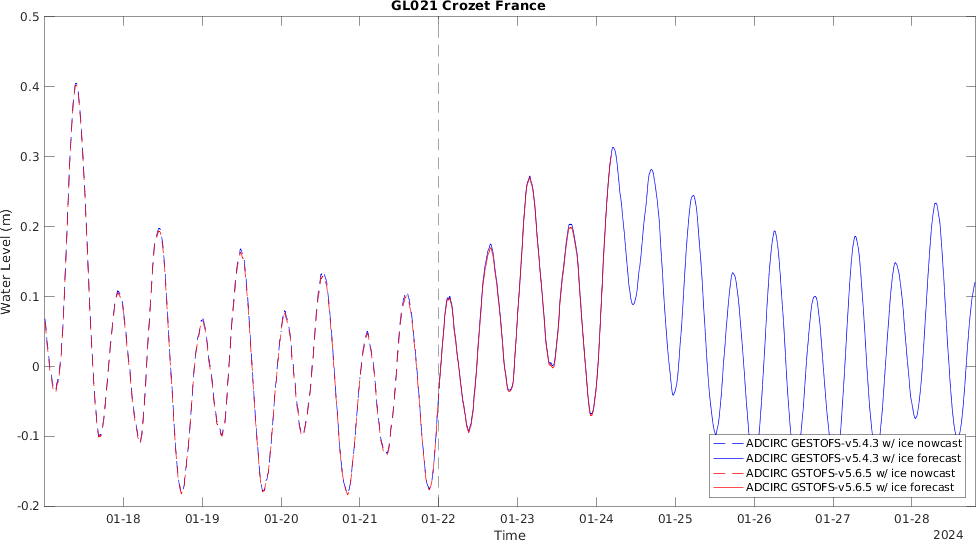 GL021 Crozet France
0.5
0.4
0.3
0.2
0.1
0
-0.1
-0.2
Water Level (m)
ADCIRC GESTOFS-v5.4.3 w/ ice nowcast
ADCIRC GESTOFS-v5.4.3 w/ ice forecast
ADCIRC GSTOFS-v5.6.5 w/ ice nowcast
ADCIRC GSTOFS-v5.6.5 w/ ice forecast
01-18 01-19 01-20 01-21 01-22 01-23 01-24 01-25 01-26 01-27 01-28
Time
2024